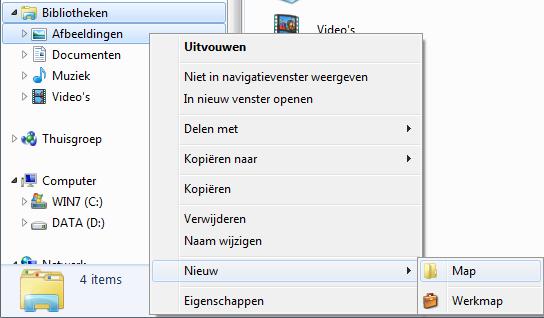 Bibliotheken
Afbeeldingen
Documenten
Muziek
Video's
Thuisgroep
Computer
WIN7 (C:)
DATA (D:)
Netwerk
4 items
Video's
Uitvouwen
Niet in navigatievenster weergeven
In nieuw venster openen
Delen met
Kopiëren naar
Kopiëren
Verwijderen
Naam wijzigen
Nieuw
Eigenschappen
Map
Werkmap